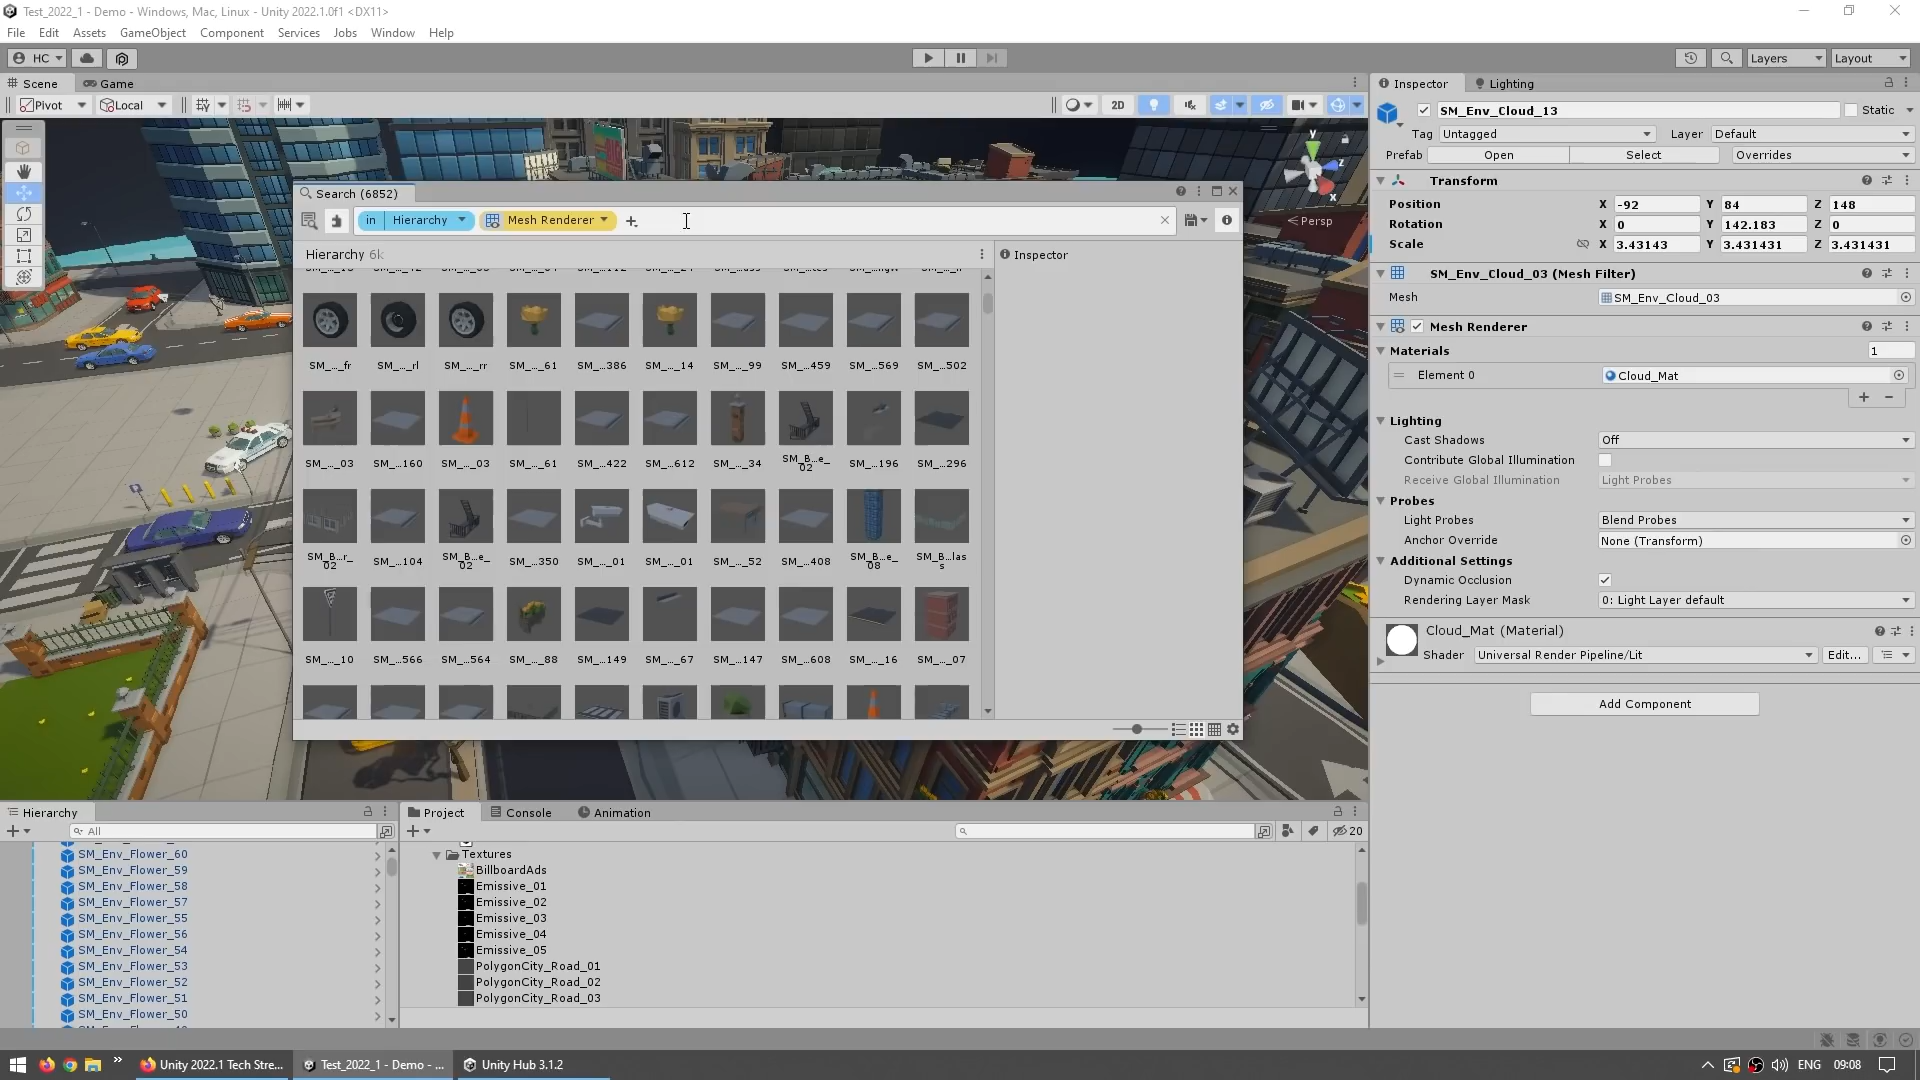 Test_2022_1 - Demo - Windows, Mac, Linux - Unity 2022.1.0f1 <DX11>
File Edit Assets GameObject Component Services Jobs Window Help
HC Layers Layout
Scene Game
Pivot Local 2D
Persp
y
z
x
Search (6852)
in Hierarchy Mesh Renderer
Hierarchy 6k
Inspector
SM_..._fr SM_..._rl SM_..._rr SM_..._61 SM_...386 SM_..._14 SM_..._99 SM_...459 SM_...569 SM_...502
SM_..._03 SM_...160 SM_..._03 SM_..._61 SM_...422 SM_...612 SM_..._34 SM_B...e_02 SM_...196 SM_...296
SM_B...r_02 SM_...104 SM_B...e_02 SM_...350 SM_..._01 SM_..._01 SM_..._52 SM_...408 SM_B...e_08 SM_B...lass
SM_..._10 SM_...566 SM_...564 SM_..._88 SM_...149 SM_..._67 SM_...147 SM_...608 SM_..._16 SM_..._07
Inspector Lighting
SM_Env_Cloud_13 Static
Tag Untagged Layer Default
Prefab Open Select Overrides
Transform
Position X -92 Y 84 Z 148
Rotation X 0 Y 142.183 Z 0
Scale X 3.43143 Y 3.431431 Z 3.431431
SM_Env_Cloud_03 (Mesh Filter)
Mesh SM_Env_Cloud_03
Mesh Renderer
Materials 1
Element 0 Cloud_Mat
Lighting
Cast Shadows Off
Contribute Global Illumination
Receive Global Illumination Light Probes
Probes
Light Probes Blend Probes
Anchor Override None (Transform)
Additional Settings
Dynamic Occlusion
Rendering Layer Mask 0: Light Layer default
Cloud_Mat (Material)
Shader Universal Render Pipeline/Lit Edit...
Add Component
Hierarchy
All
SM_Env_Flower_60
SM_Env_Flower_59
SM_Env_Flower_58
SM_Env_Flower_57
SM_Env_Flower_55
SM_Env_Flower_56
SM_Env_Flower_54
SM_Env_Flower_53
SM_Env_Flower_52
SM_Env_Flower_51
SM_Env_Flower_50
Project Console Animation
20
Textures
BillboardAds
Emissive_01
Emissive_02
Emissive_03
Emissive_04
Emissive_05
PolygonCity_Road_01
PolygonCity_Road_02
PolygonCity_Road_03
Unity 2022.1 Tech Stre... Test_2022_1 - Demo - ... Unity Hub 3.1.2 ENG 09:08